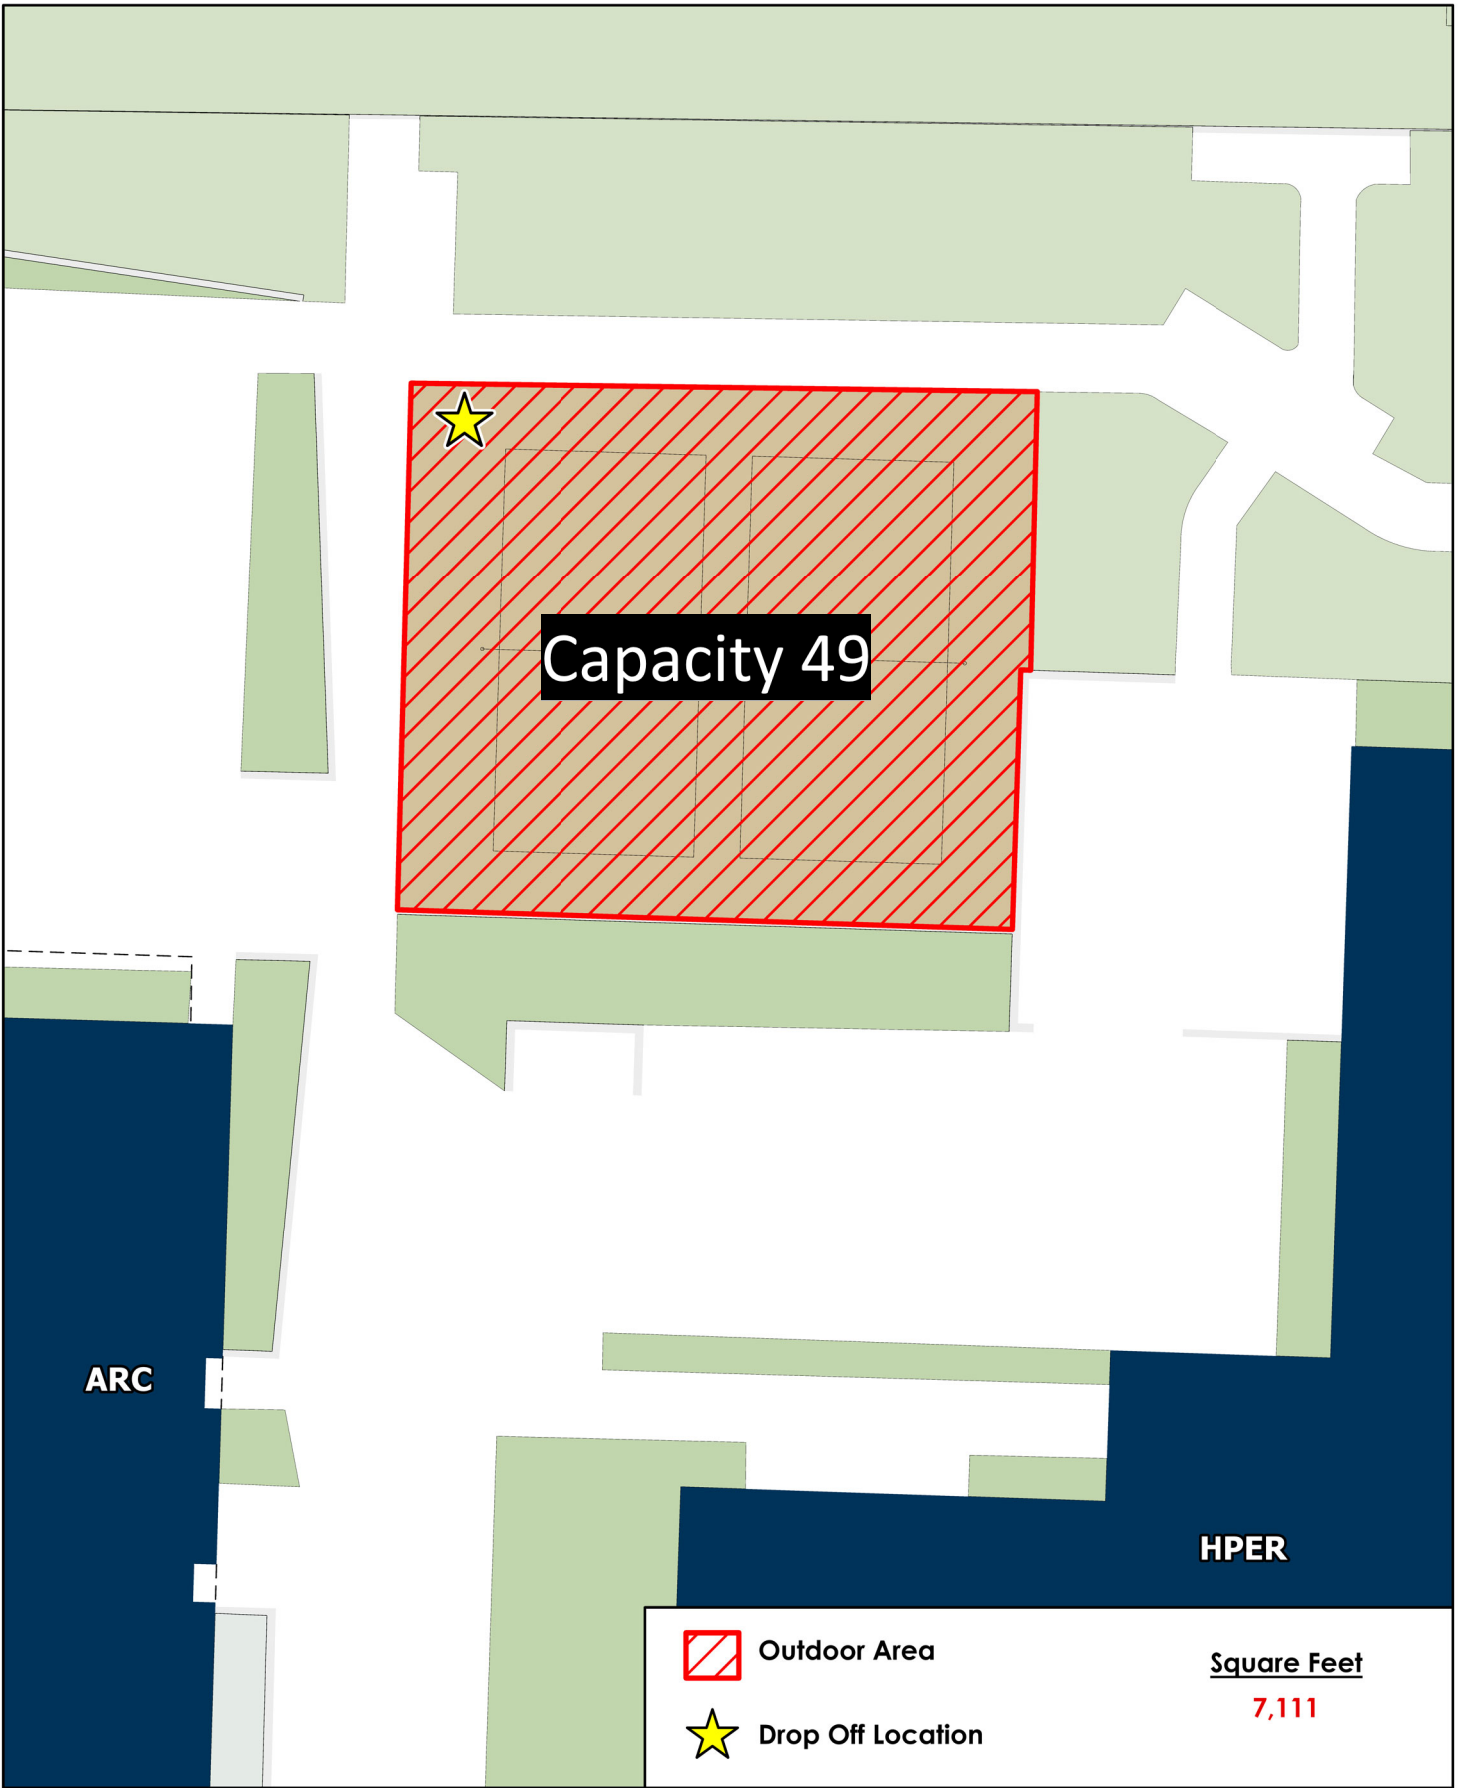 Capacity 49
ARC
HPER
Outdoor Area
Square Feet
7,111
Drop Off Location